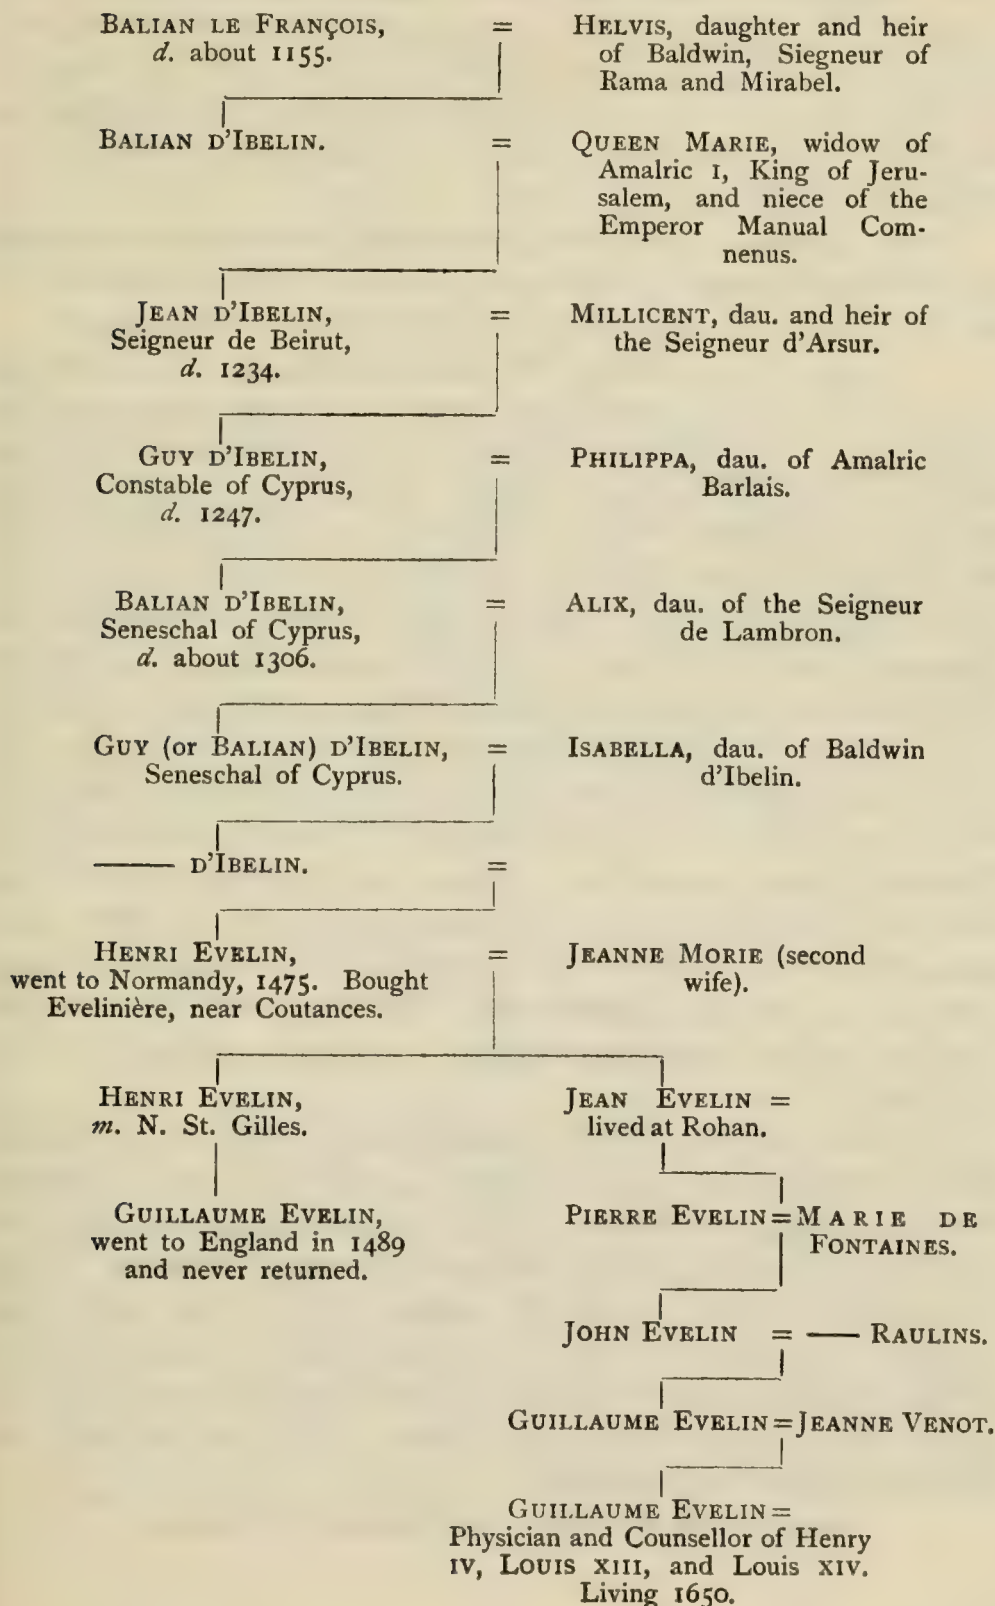 BALIAN LE FRANÇOIS,
d. about 1155.
=
HELVIS, daughter and heir
of Baldwin, Siegneur of
Rama and Mirabel.
BALIAN D'IBELIN.
=
QUEEN MARIE, widow of
Amalric I, King of Jeru-
salem, and niece of the
Emperor Manual Com-
nenus.
JEAN D'IBELIN,
Seigneur de Beirut,
d. 1234.
=
MILLICENT, dau. and heir of
the Seigneur d'Arsur.
GUY D'IBELIN,
Constable of Cyprus,
d. 1247.
=
PHILIPPA, dau. of Amalric
Barlais.
BALIAN D'IBELIN,
Seneschal of Cyprus,
d. about 1306.
=
ALIX, dau. of the Seigneur
de Lambron.
GUY (or BALIAN) D'IBELIN,
Seneschal of Cyprus.
=
ISABELLA, dau. of Baldwin
d'Ibelin.
—— D'IBELIN.
=
HENRI EVELIN,
went to Normandy, 1475. Bought
Evelinière, near Coutances.
=
JEANNE MORIE (second
wife).
HENRI EVELIN,
m. N. St. Gilles.
JEAN EVELIN =
lived at Rohan.
GUILLAUME EVELIN,
went to England in 1489
and never returned.
PIERRE EVELIN = MARIE DE
FONTAINES.
JOHN EVELIN = —— RAULINS.
GUILLAUME EVELIN = JEANNE VENOT.
GUILLAUME EVELIN =
Physician and Counsellor of Henry
IV, LOUIS XIII, and Louis XIV.
Living 1650.